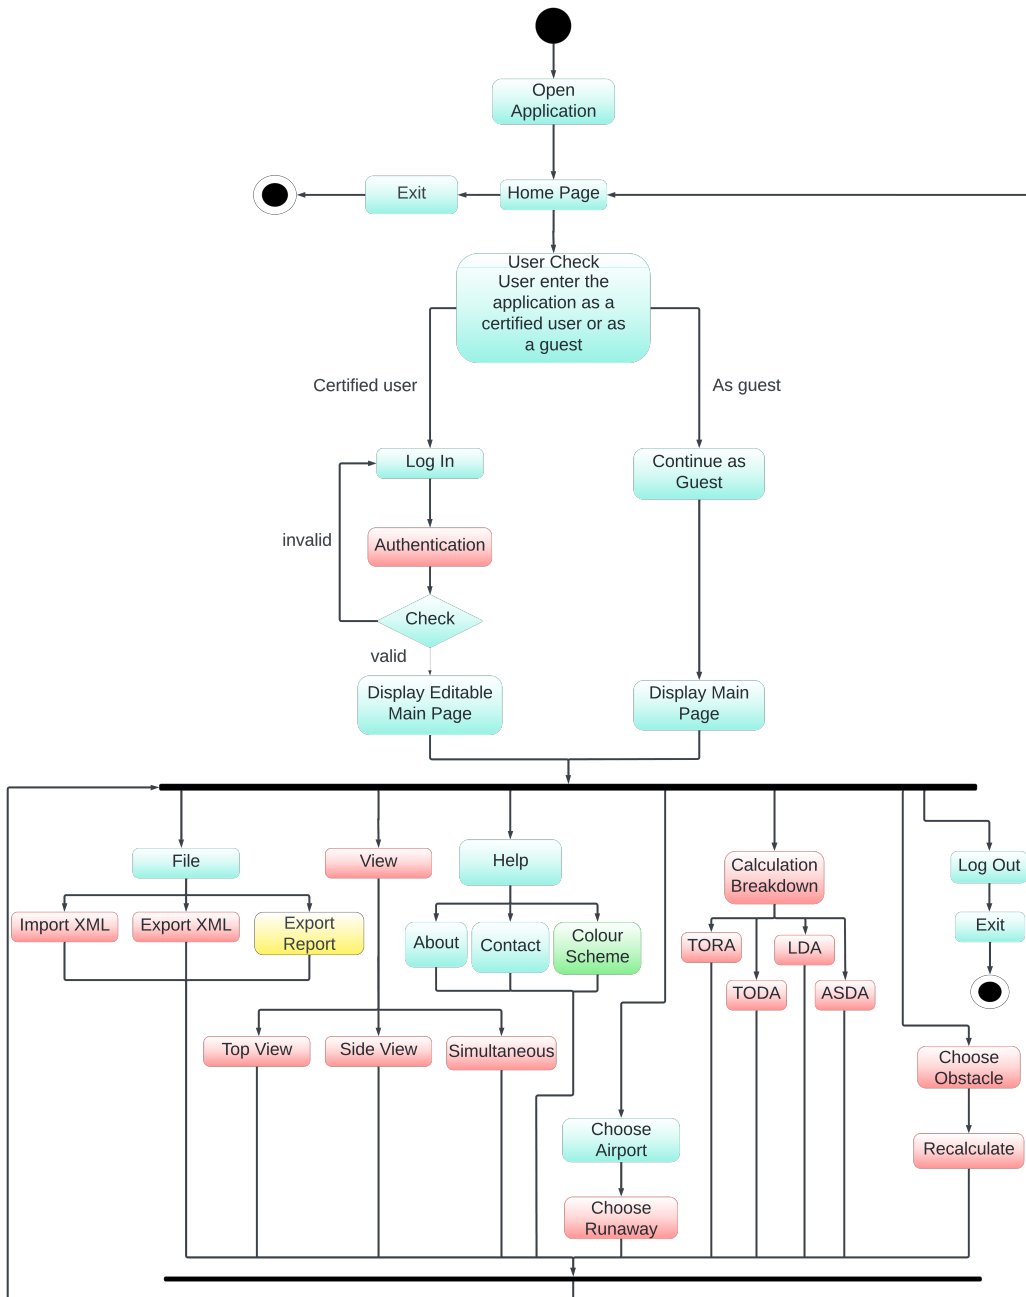 Open
Application
Exit
Home Page
User Check
User enter the
application as a
certified user or as
a guest
Certified user
As guest
Log In
Continue as
Guest
invalid
Authentication
Check
valid
Display Editable
Main Page
Display Main
Page
File
View
Help
Calculation
Breakdown
Log Out
Import XML
Export XML
Export
Report
About
Contact
Colour
Scheme
TORA
LDA
Exit
TODA
ASDA
Top View
Side View
Simultaneous
Choose
Obstacle
Choose
Airport
Recalculate
Choose
Runaway